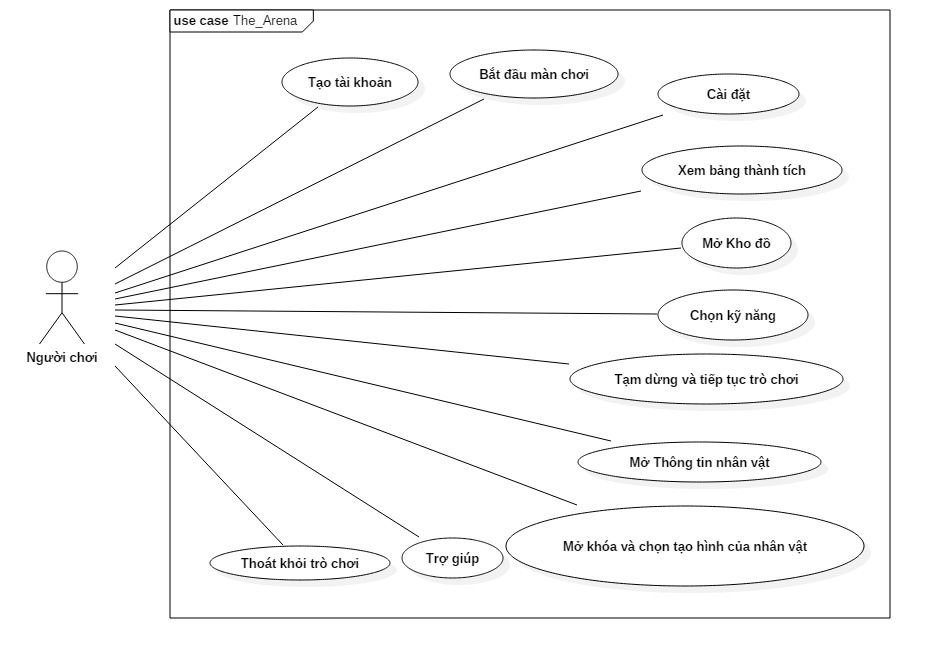 use case The_Arena
Tạo tài khoản
Bắt đầu màn chơi
Cài đặt
Xem bảng thành tích
Mở Kho đồ
Chọn kỹ năng
Người chơi
Tạm dừng và tiếp tục trò chơi
Mở Thông tin nhân vật
Mở khóa và chọn tạo hình của nhân vật
Trợ giúp
Thoát khỏi trò chơi